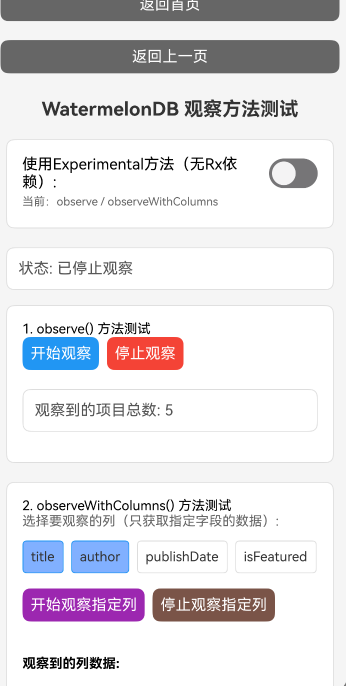 返回首页
返回上一页
WatermelonDB 观察方法测试
使用Experimental方法（无Rx依
赖）:
当前：observe / observeWithColumns
状态: 已停止观察
1. observe() 方法测试
开始观察 停止观察
观察到的项目总数: 5
2. observeWithColumns() 方法测试
选择要观察的列（只获取指定字段的数据）:
title author publishDate isFeatured
开始观察指定列 停止观察指定列
观察到的列数据: